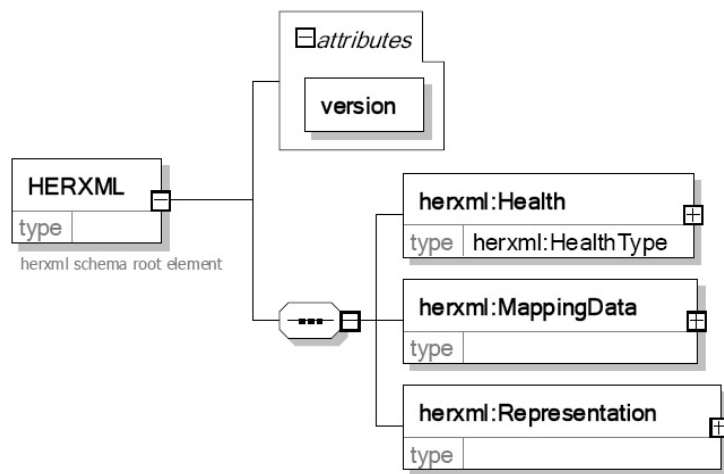 attributes
version
HERXML
type
herxml schema root element
herxml:Health
type herxml:HealthType
herxml:MappingData
type
herxml:Representation
type